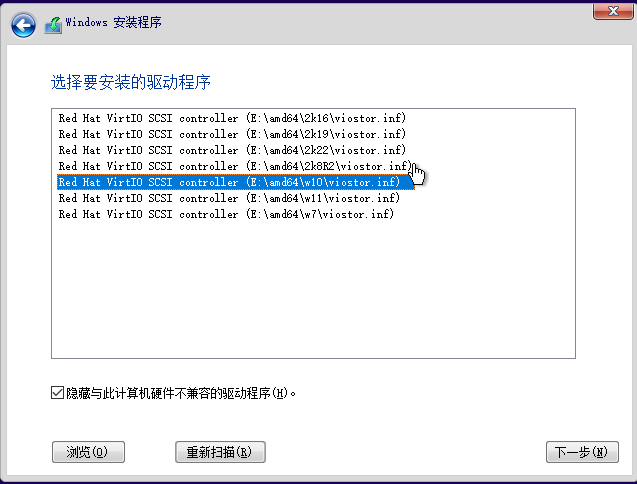 Windows 安装程序
选择要安装的驱动程序
Red Hat VirtIO SCSI controller (E:\amd64\2k16\viostor.inf)
Red Hat VirtIO SCSI controller (E:\amd64\2k19\viostor.inf)
Red Hat VirtIO SCSI controller (E:\amd64\2k22\viostor.inf)
Red Hat VirtIO SCSI controller (E:\amd64\2k8R2\viostor.inf)
Red Hat VirtIO SCSI controller (E:\amd64\w10\viostor.inf)
Red Hat VirtIO SCSI controller (E:\amd64\w11\viostor.inf)
Red Hat VirtIO SCSI controller (E:\amd64\w7\viostor.inf)
隐藏与此计算机硬件不兼容的驱动程序(H)。
浏览(O) 重新扫描(R) 下一步(N)